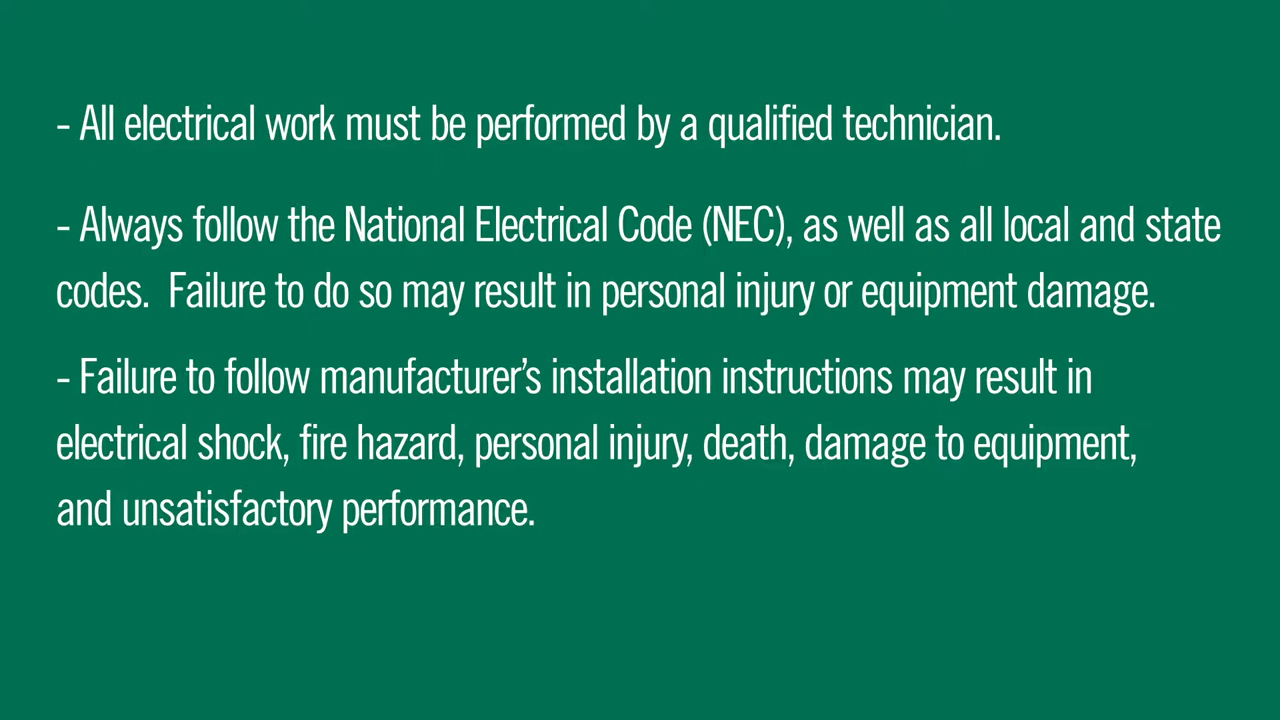 - All electrical work must be performed by a qualified technician.
- Always follow the National Electrical Code (NEC), as well as all local and state
codes.  Failure to do so may result in personal injury or equipment damage.
- Failure to follow manufacturer’s installation instructions may result in
electrical shock, fire hazard, personal injury, death, damage to equipment,
and unsatisfactory performance.